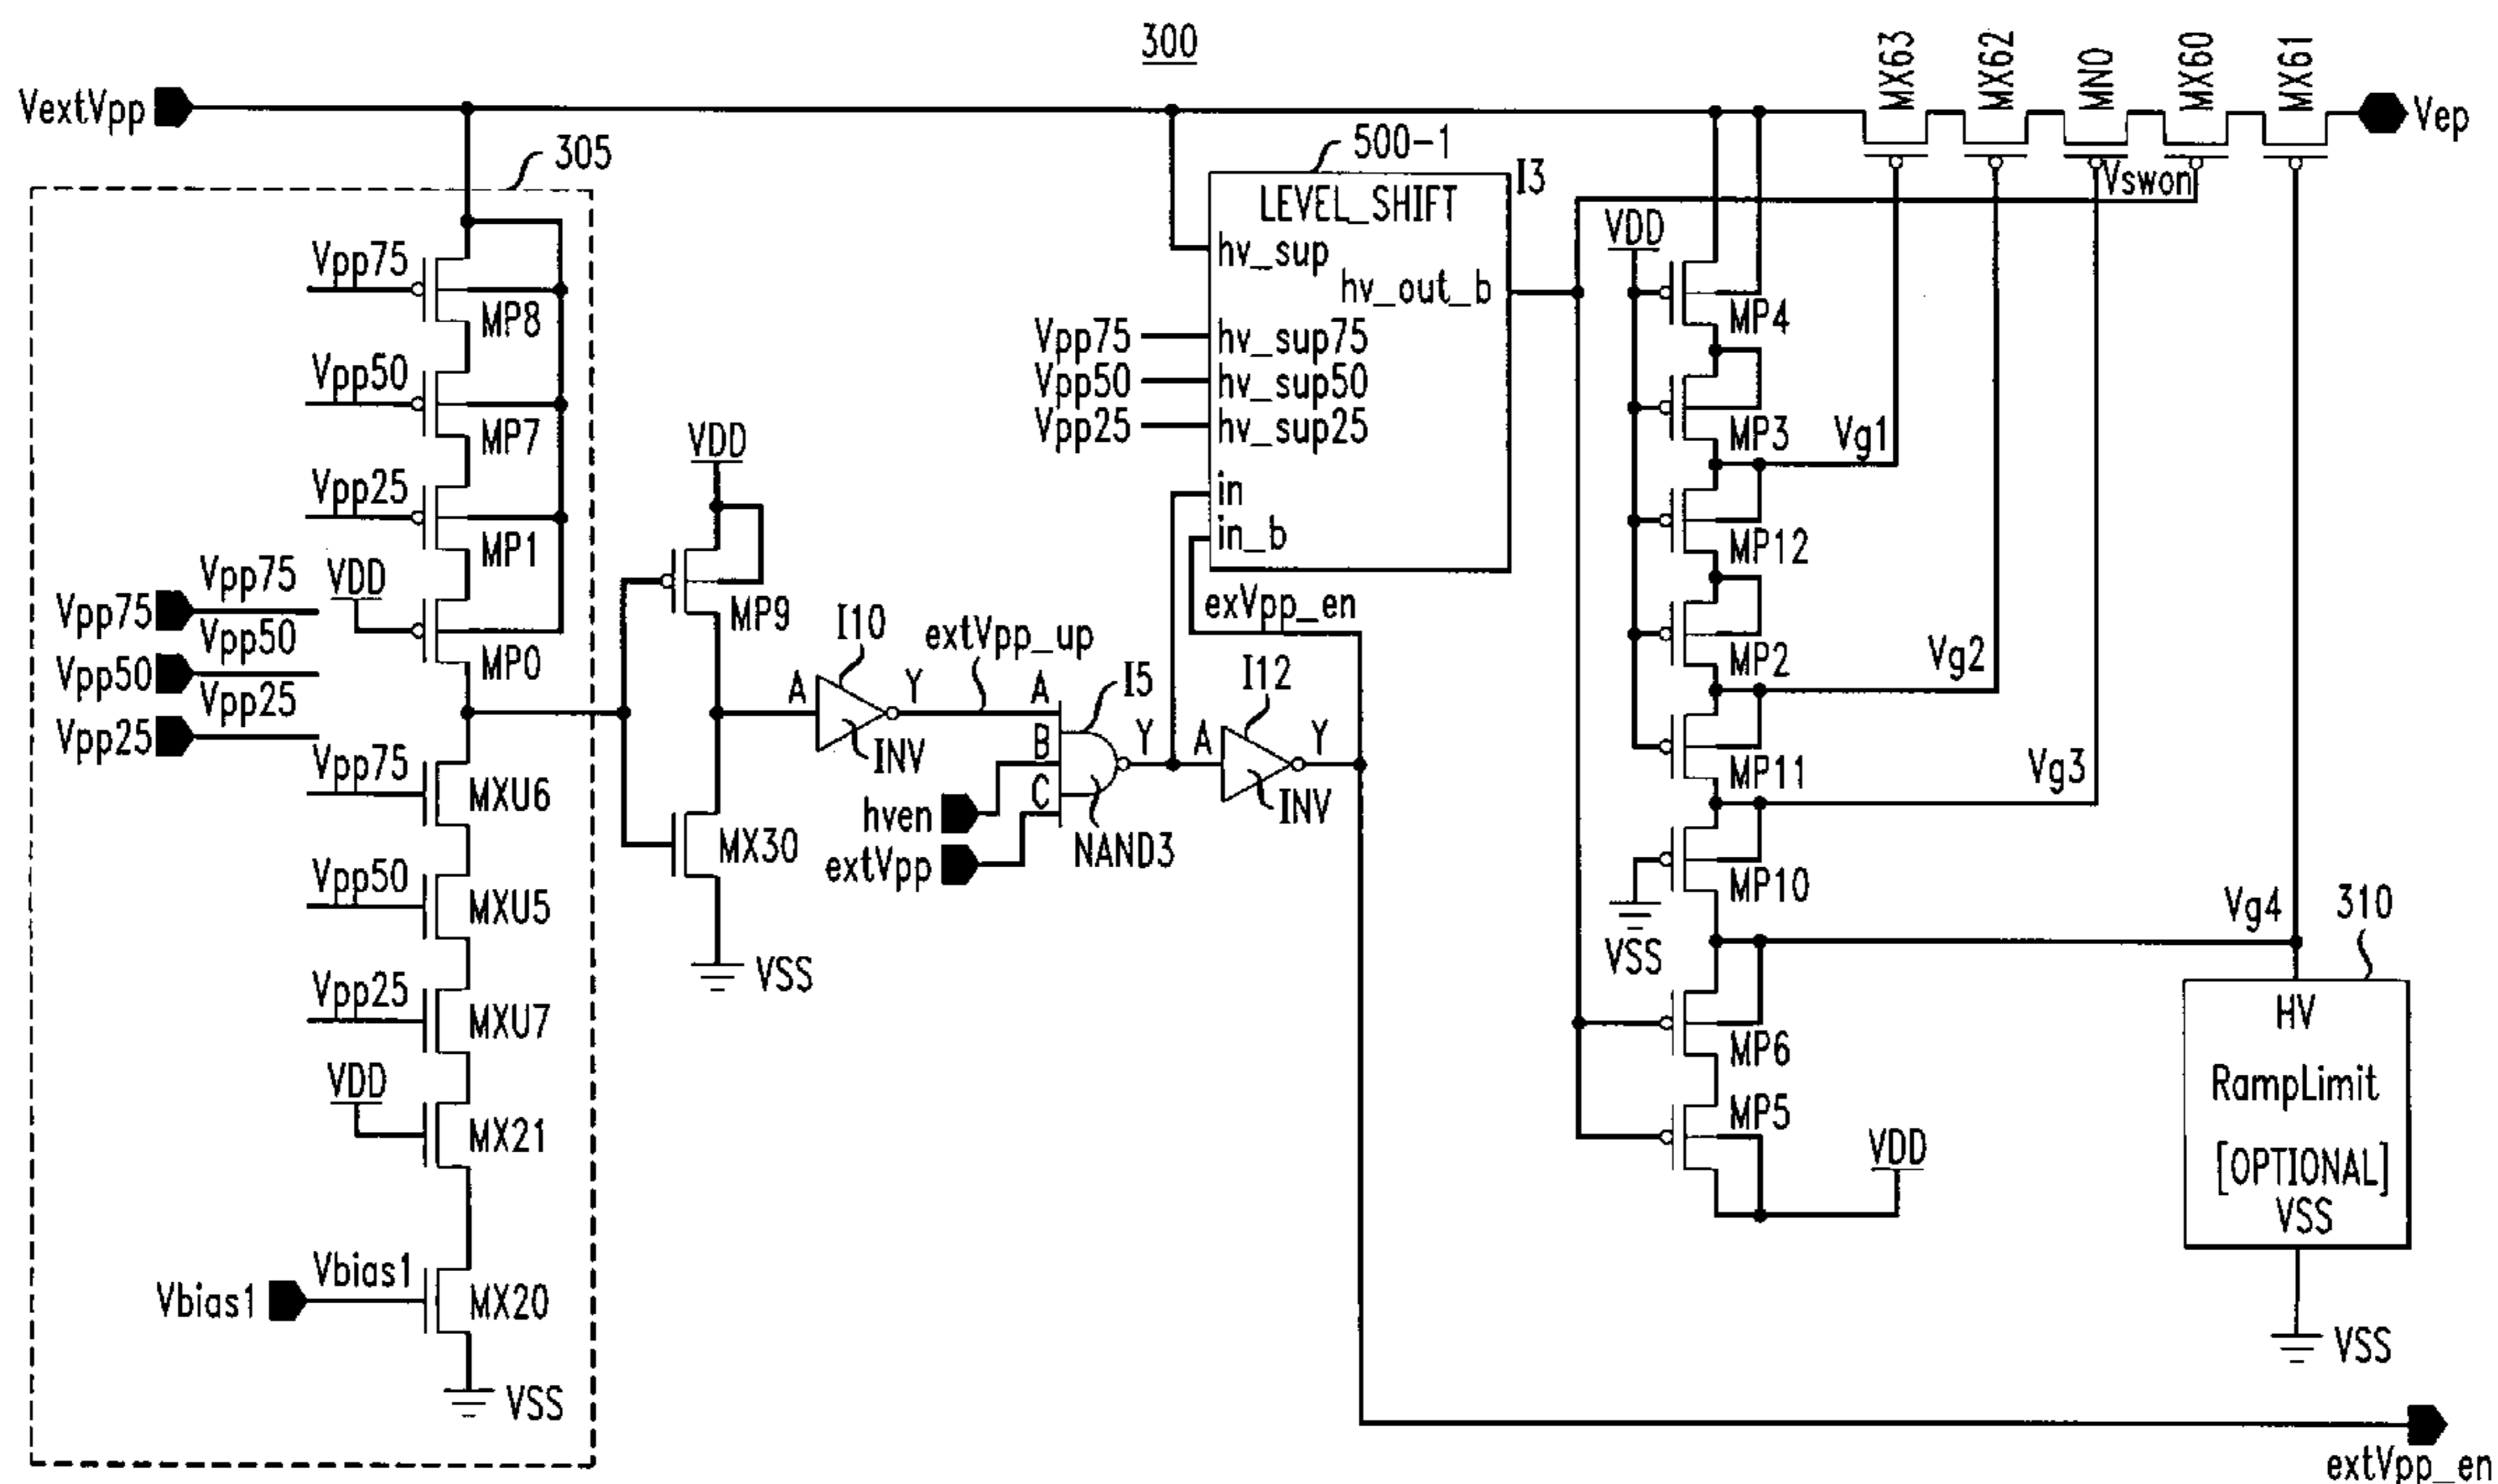 300
VextVpp
MX63
MX62
MN0
MX60
MX61
Vep
305
500-1
I3
LEVEL_SHIFT
hv_sup
hv_out_b
Vpp75
hv_sup75
Vpp50
hv_sup50
Vpp25
hv_sup25
in
in_b
Vswon
VDD
MP4
MP3
Vg1
MP12
MP2
Vg2
MP11
Vg3
MP10
VSS
Vg4
310
MP6
MP5
VDD
HV
RampLimit
[OPTIONAL]
VSS
VSS
Vpp75
MP8
Vpp50
MP7
Vpp25
MP1
VDD
MP0
Vpp75
Vpp75
Vpp50
Vpp50
Vpp25
Vpp25
Vpp75
MXU6
Vpp50
MXU5
Vpp25
MXU7
VDD
MX21
Vbias1
Vbias1
MX20
VSS
VDD
MP9
MX30
VSS
I10
A
Y
INV
extVpp_up
A
I5
B
C
Y
hven
extVpp
NAND3
exVpp_en
I12
A
Y
INV
extVpp_en